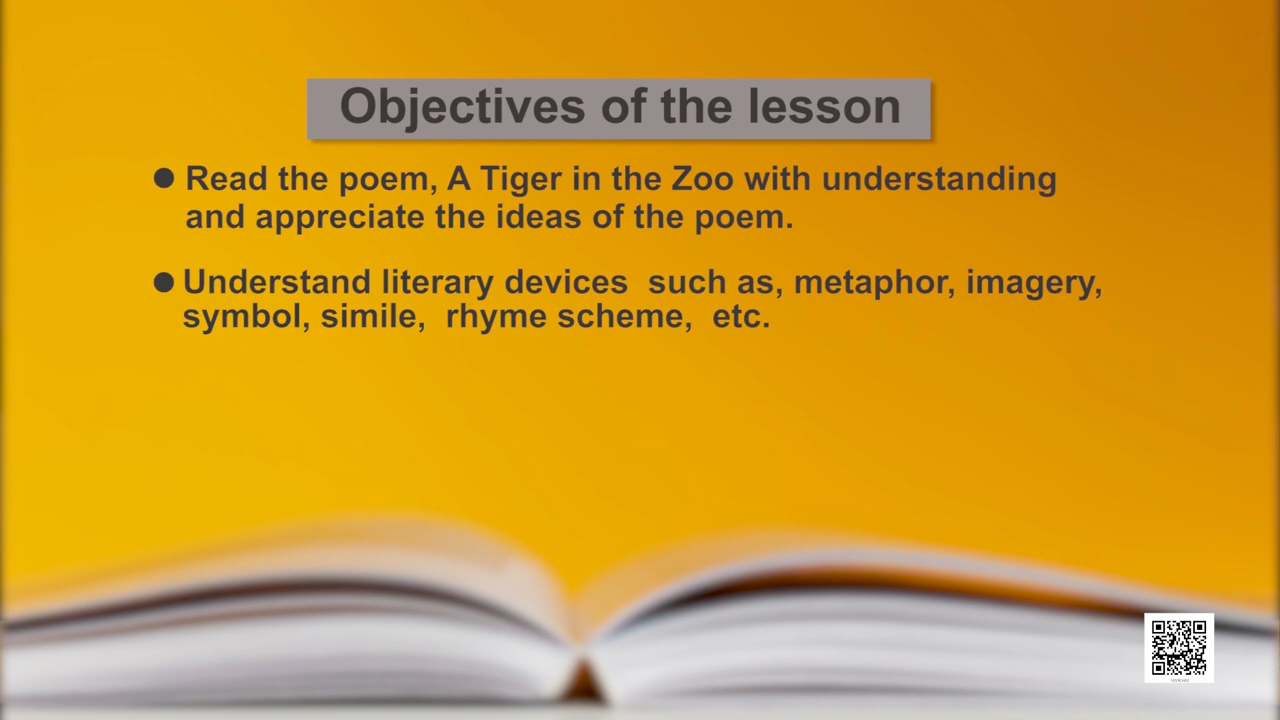 Objectives of the lesson
● Read the poem, A Tiger in the Zoo with understanding
and appreciate the ideas of the poem.
● Understand literary devices  such as, metaphor, imagery,
symbol, simile,  rhyme scheme,  etc.